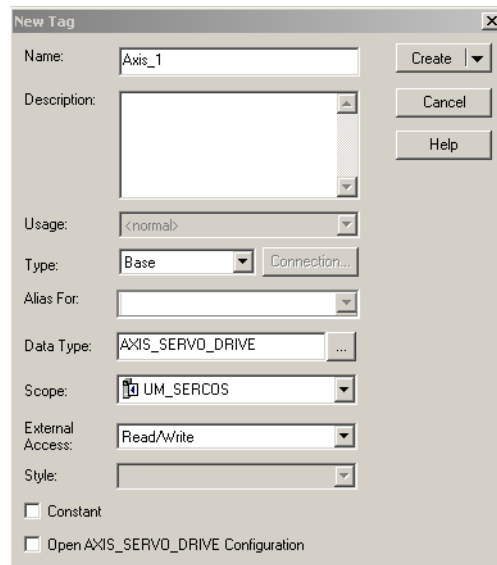 New Tag
Name: Axis_1 Create
Description: Cancel
Help
Usage: <normal>
Type: Base Connection...
Alias For:
Data Type: AXIS_SERVO_DRIVE ...
Scope: UM_SERCOS
External
Access: Read/Write
Style:
Constant
Open AXIS_SERVO_DRIVE Configuration